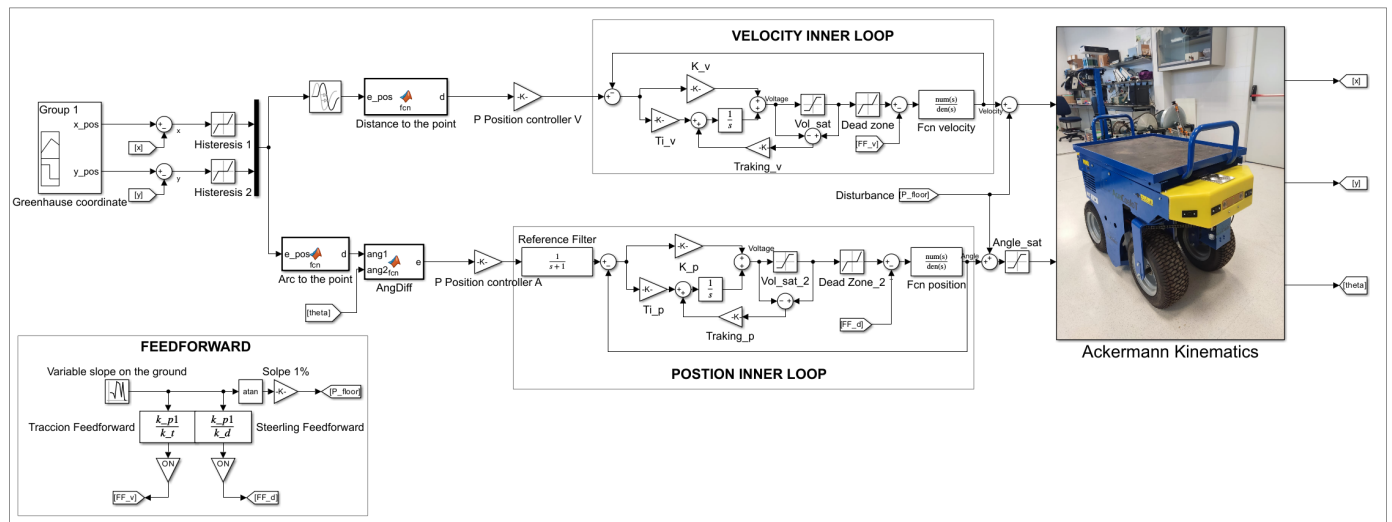 VELOCITY INNER LOOP
Group 1
x_pos
y_pos
Greenhause coordinate
[x]
[y]
x
y
Histeresis 1
Histeresis 2
e_pos
fcn
d
Distance to the point
-K-
P Position controller V
K_v
-K-
-K-
Ti_v
1
s
Voltage
Vol_sat
-K-
Traking_v
Dead zone
[FF_v]
num(s)
den(s)
Fcn velocity
Velocity
Disturbance
[P_floor]
e_pos
fcn
d
Arc to the point
[theta]
ang1
ang2
fcn
e
AngDiff
-K-
P Position controller A
Reference Filter
1
s+1
-K-
K_p
-K-
Ti_p
1
s
Voltage
Vol_sat_2
-K-
Traking_p
Dead Zone_2
[FF_d]
num(s)
den(s)
Fcn position
Angle
Angle_sat
POSTION INNER LOOP
Ackermann Kinematics
[x]
[y]
[theta]
FEEDFORWARD
Variable slope on the ground
Solpe 1%
atan
-K-
[P_floor]
Traccion Feedforward
k_p1
k_t
k_p1
k_d
Steerling Feedforward
ON
ON
[FF_v]
[FF_d]